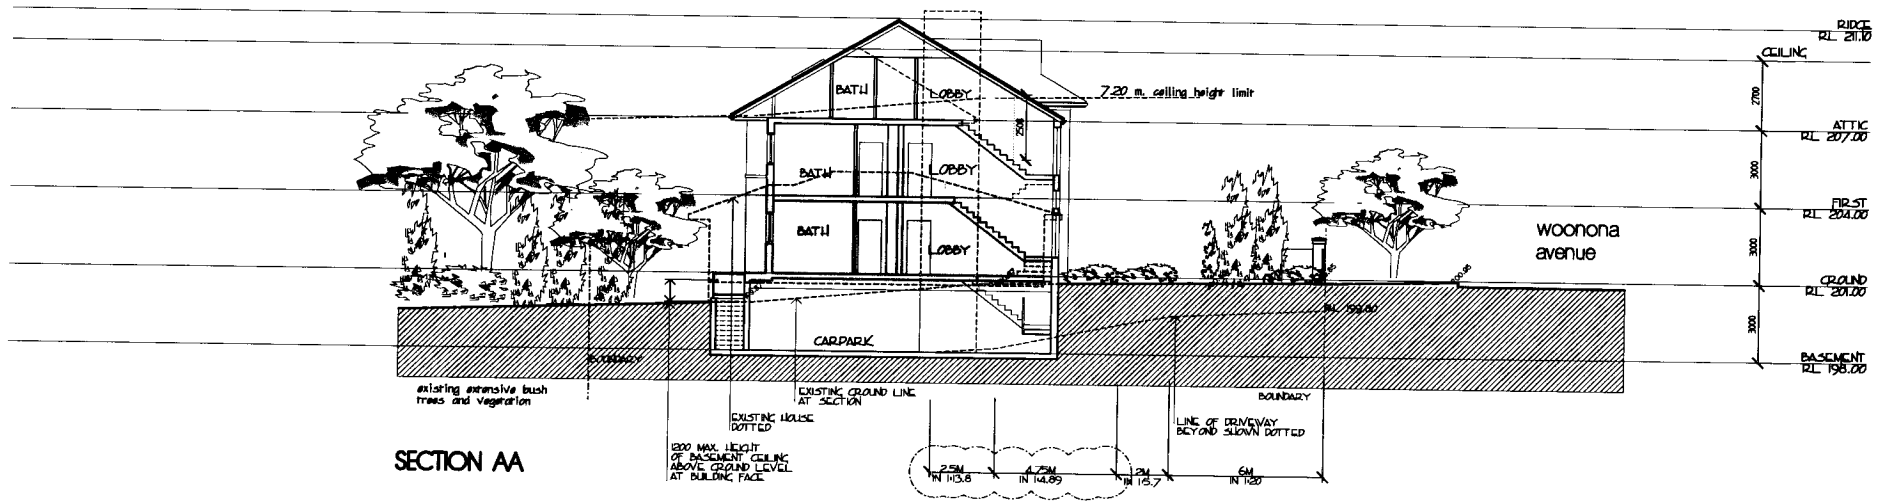 RIDGE
RL 211.10
CEILING
2700
BATH
LOBBY
7.20 m. ceiling height limit
2500
ATTIC
RL 207.00
3000
BATH
LOBBY
FIRST
RL 204.00
woonona
avenue
BATH
LOBBY
3000
GROUND
RL 201.00
RL 199.80
3000
CARPARK
BOUNDARY
BASEMENT
RL 198.00
existing extensive bush
trees and vegetation
EXISTING GROUND LINE
AT SECTION
BOUNDARY
EXISTING HOUSE
DOTTED
LINE OF DRIVEWAY
BEYOND SHOWN DOTTED
1200 MAX. HEIGHT
OF BASEMENT CEILING
ABOVE GROUND LEVEL
AT BUILDING FACE
SECTION AA
2.5M
IN 1:13.8
4.75M
IN 1:4.89
2M
IN 1:5.7
6M
IN 1:20